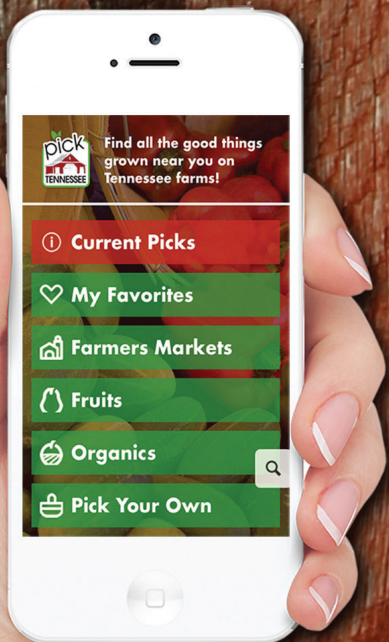 pick
TENNESSEE
Find all the good things
grown near you on
Tennessee farms!
Current Picks
My Favorites
Farmers Markets
Fruits
Organics
Pick Your Own